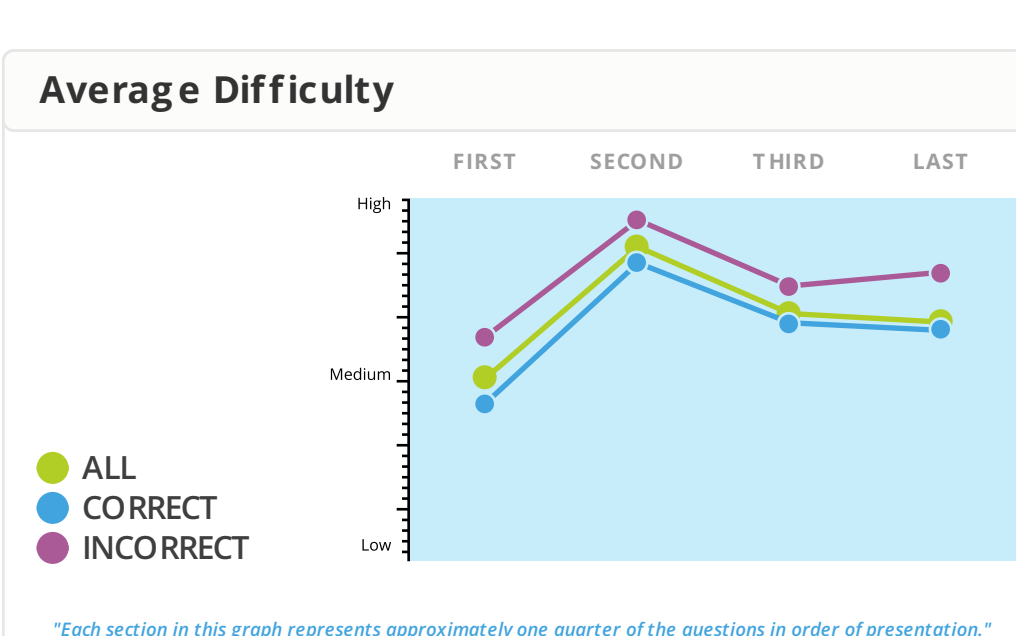 Average Difficulty
FIRST SECOND THIRD LAST
High
Medium
Low
ALL
CORRECT
INCORRECT
"Each section in this graph represents approximately one quarter of the questions in order of presentation."